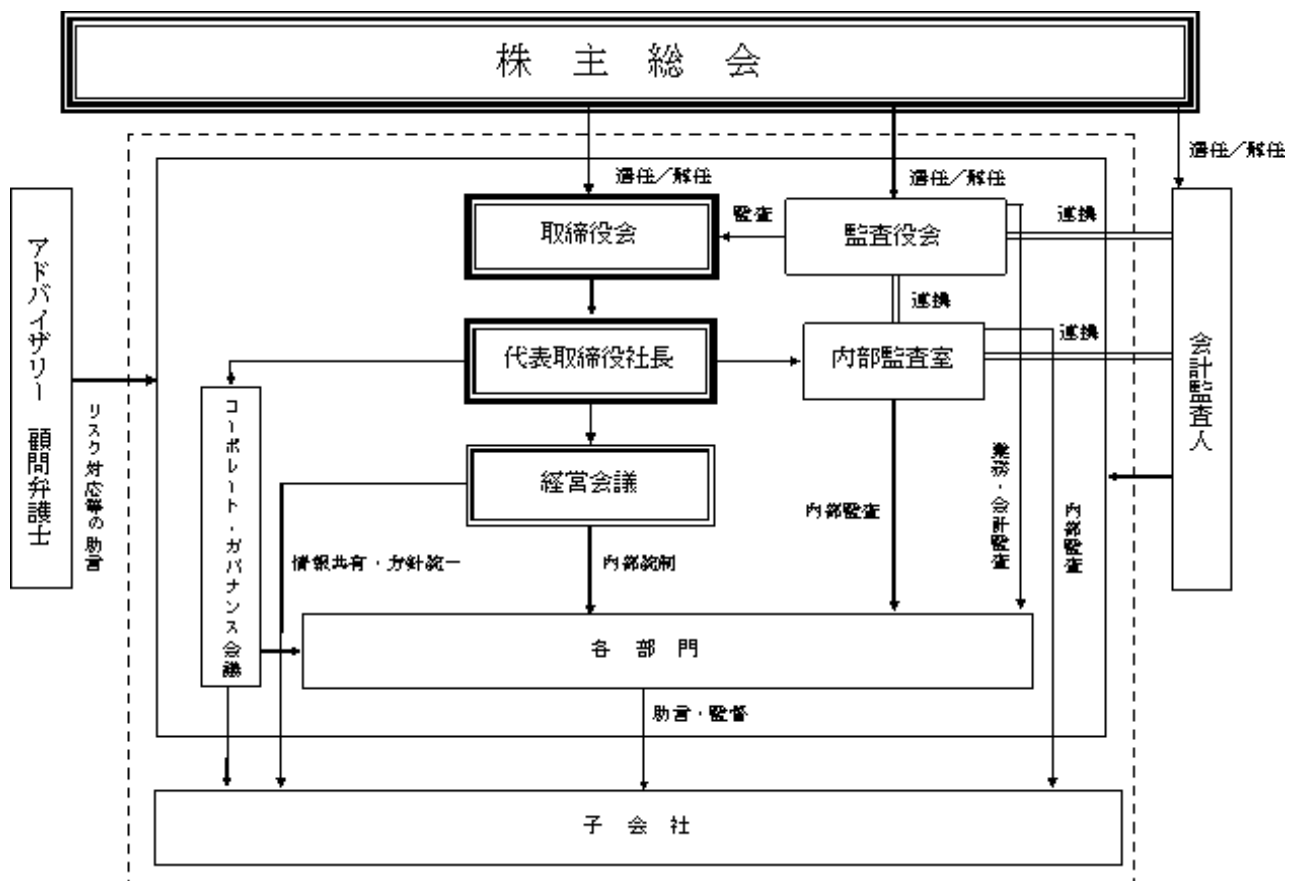 株主総会
選任／解任
選任／解任
選任／解任
取締役会
監査
監査役会
連携
アドバイザリー 顧問弁護士
連携
代表取締役社長
内部監査室
連携
会計監査人
リスク対応等の助言
コーポレート・ガバナンス会議
経営会議
内部監査
業務・会計監査
内部監査
情報共有・方針統一
内部統制
各部門
助言・監督
子会社